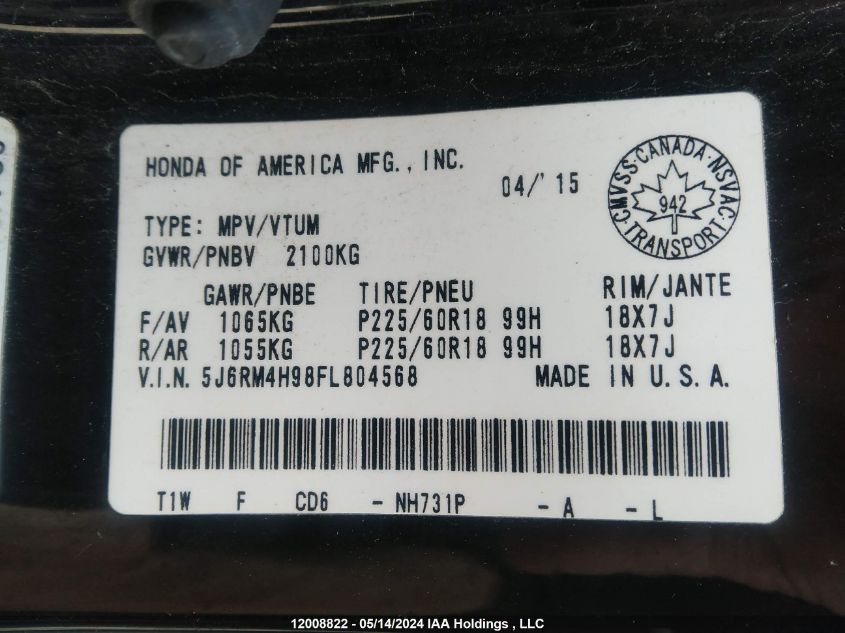 HONDA OF AMERICA MFG., INC.
04/'15
CMVSS·CANADA·NSVAC
942
·TRANSPORT·
TYPE: MPV/VTUM
GVWR/PNBV 2100KG
GAWR/PNBE TIRE/PNEU RIM/JANTE
F/AV 1065KG P225/60R18 99H 18X7J
R/AR 1055KG P225/60R18 99H 18X7J
V.I.N. 5J6RM4H98FL804568 MADE IN U.S.A.
T1W F CD6 - NH731P - A - L
12008822 - 05/14/2024 IAA Holdings , LLC